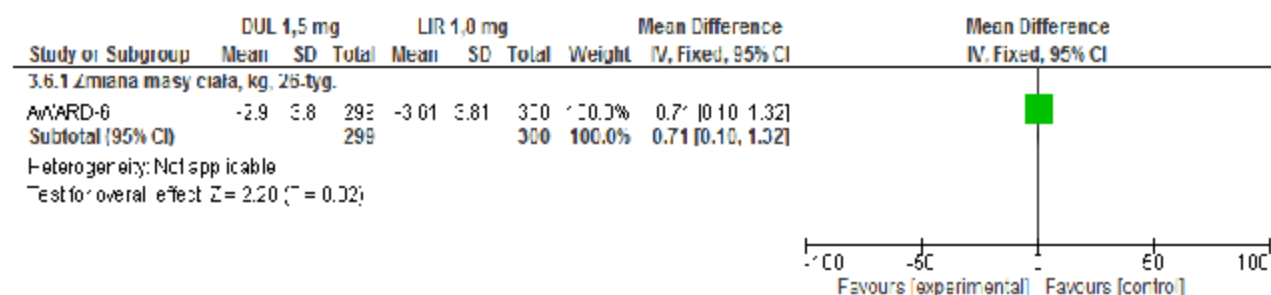 DUL 1,5 mg LIR 1,8 mg Mean Difference Mean Difference
Study or Subgroup Mean SD Total Mean SD Total Weight IV, Fixed, 95% CI IV, Fixed, 95% CI
3.6.1 Zmiana masy ciała, kg, 26-tyg.
AWARD-6 -2.9 3.8 299 -3.61 3.81 300 100.0% 0.71 [0.10, 1.32]
Subtotal (95% CI) 299 300 100.0% 0.71 [0.10, 1.32]
Heterogeneity: Not applicable
Test for overall effect: Z = 2.28 (P = 0.02)
-100 -50 0 50 100
Favours [experimental] Favours [control]